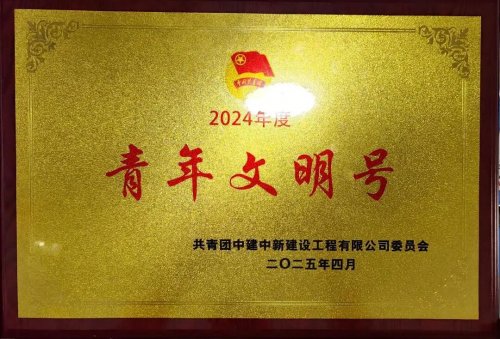 2024年度
青年文明号
共青团中建中新建设工程有限公司委员会
二〇二五年四月